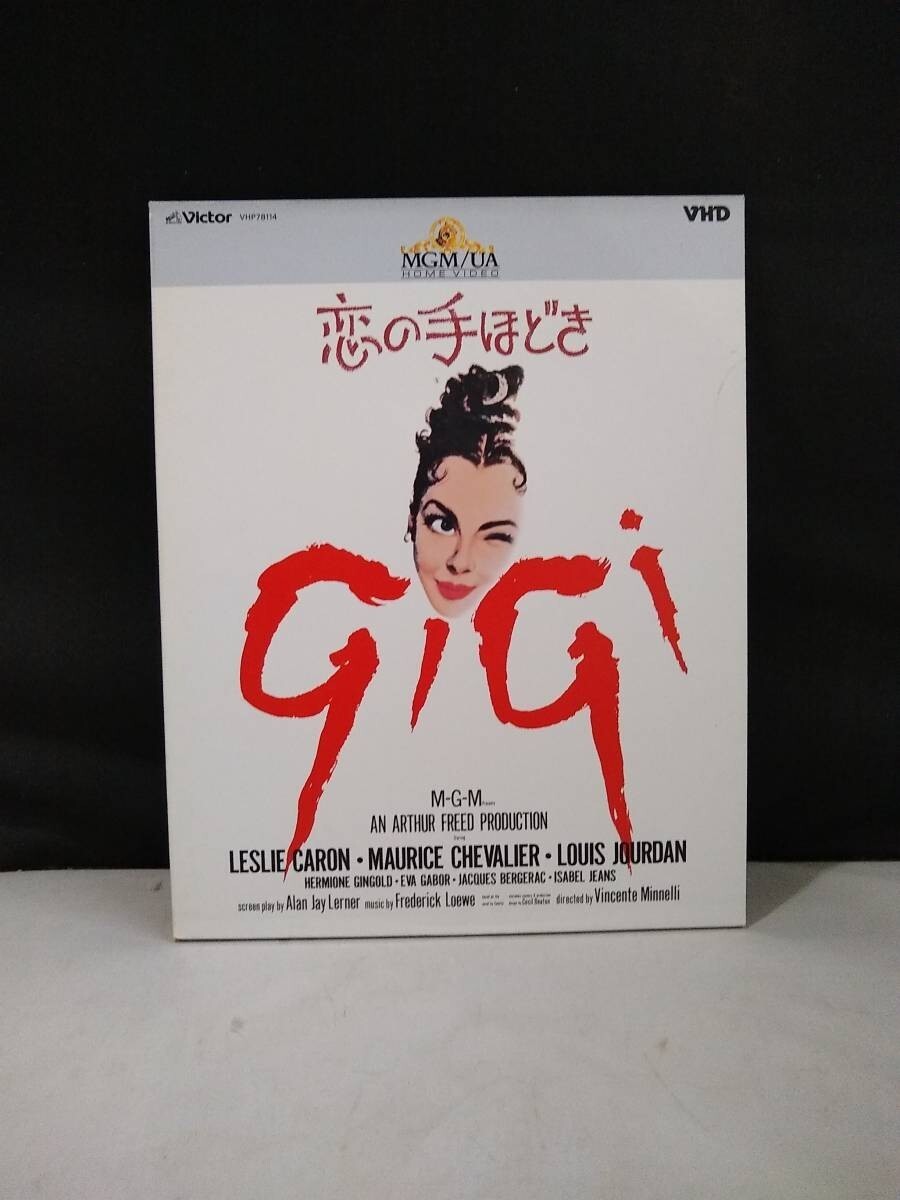 Victor VHP78114 VHD
MGM/UA
HOME VIDEO
恋の手ほどき
GiGi
M-G-M Presents
AN ARTHUR FREED PRODUCTION
Starring
LESLIE CARON • MAURICE CHEVALIER • LOUIS JOURDAN
HERMIONE GINGOLD • EVA GABOR • JACQUES BERGERAC • ISABEL JEANS
screen play by Alan Jay Lerner music by Frederick Loewe directed by Vincente Minnelli